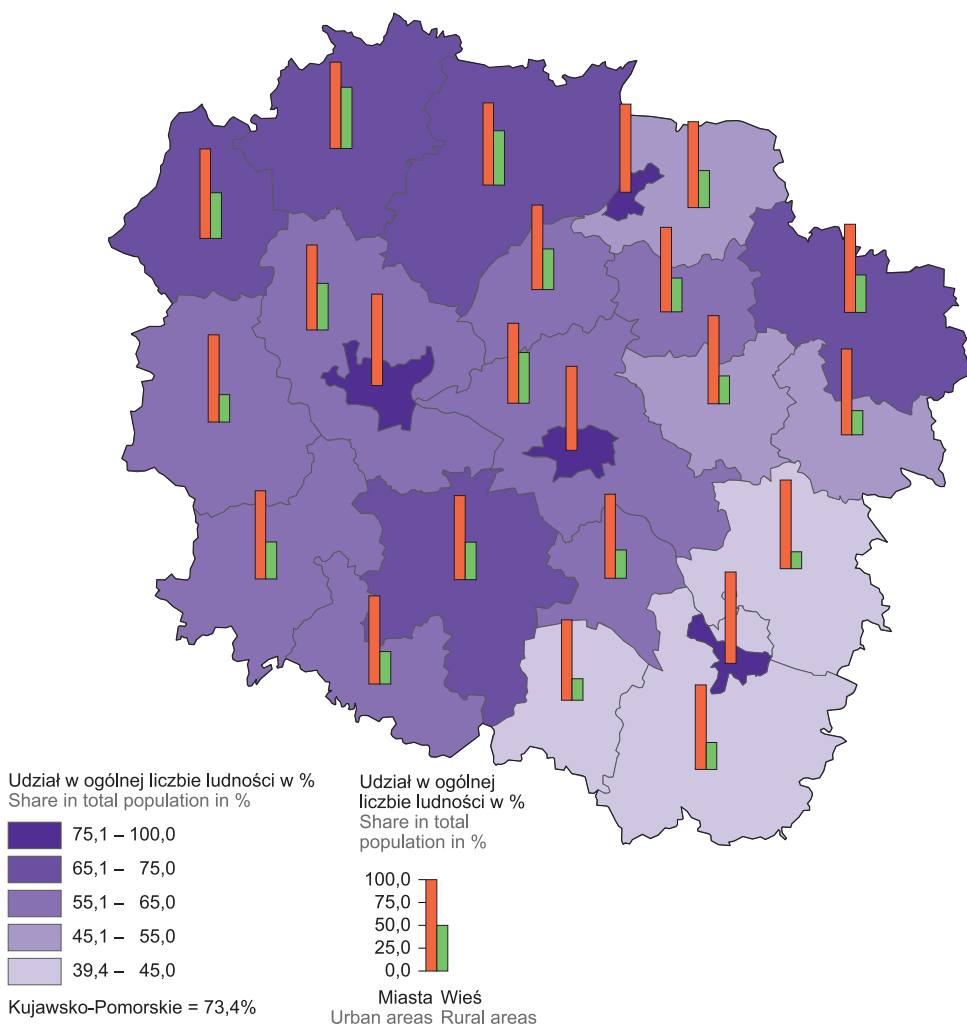 Udział w ogólnej liczbie ludności w %
Share in total population in %
75,1 – 100,0
65,1 – 75,0
55,1 – 65,0
45,1 – 55,0
39,4 – 45,0
Kujawsko-Pomorskie = 73,4%
Udział w ogólnej
liczbie ludności w %
Share in total
population in %
100,0
75,0
50,0
25,0
0,0
Miasta Wieś
Urban areas Rural areas